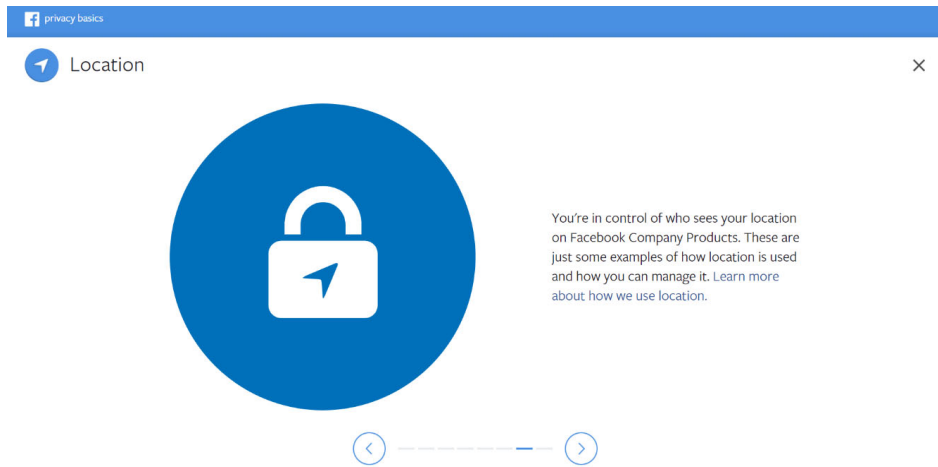 privacy basics
Location
You're in control of who sees your location
on Facebook Company Products. These are
just some examples of how location is used
and how you can manage it. Learn more
about how we use location.